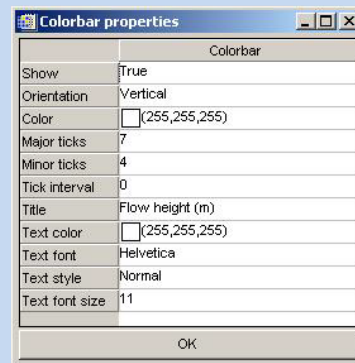 Colorbar properties
Colorbar
Show True
Orientation Vertical
Color (255,255,255)
Major ticks 7
Minor ticks 4
Tick interval 0
Title Flow height (m)
Text color (255,255,255)
Text font Helvetica
Text style Normal
Text font size 11
OK